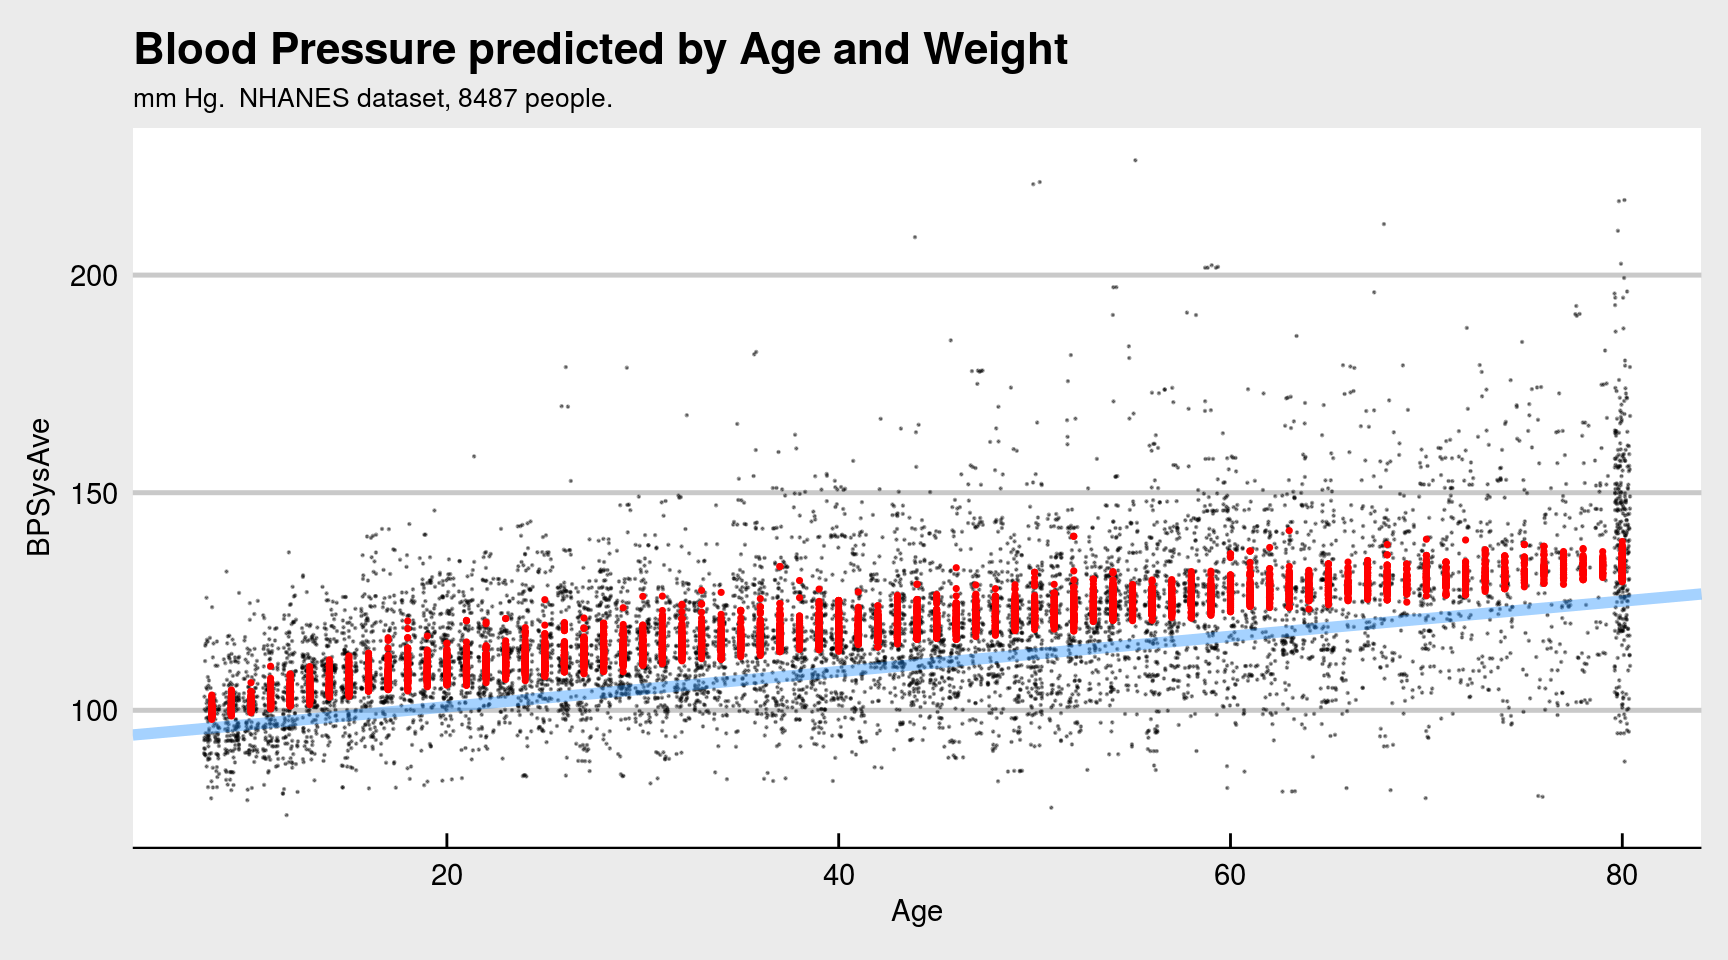 Blood Pressure predicted by Age and Weight
mm Hg.  NHANES dataset, 8487 people.
BPSysAve
200
150
100
20
40
60
80
Age